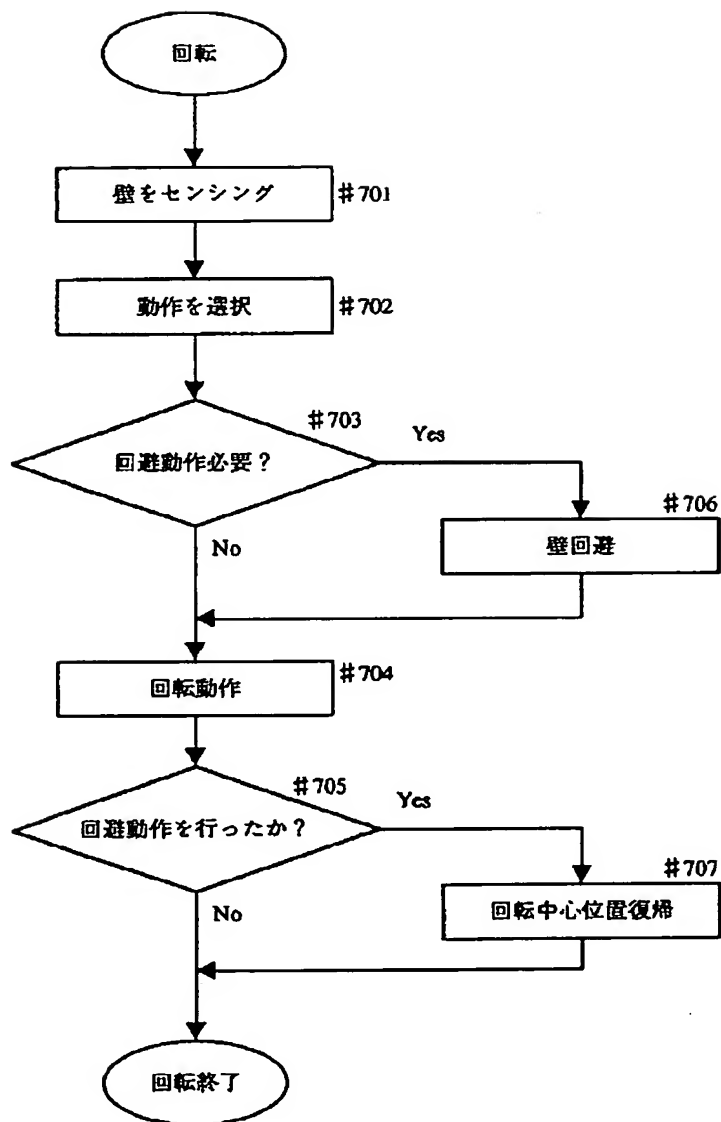 回転
壁をセンシング
#701
動作を選択
#702
#703
回避動作必要?
Yes
#706
壁回避
No
回転動作
#704
#705
回避動作を行ったか?
Yes
#707
回転中心位置復帰
No
回転終了